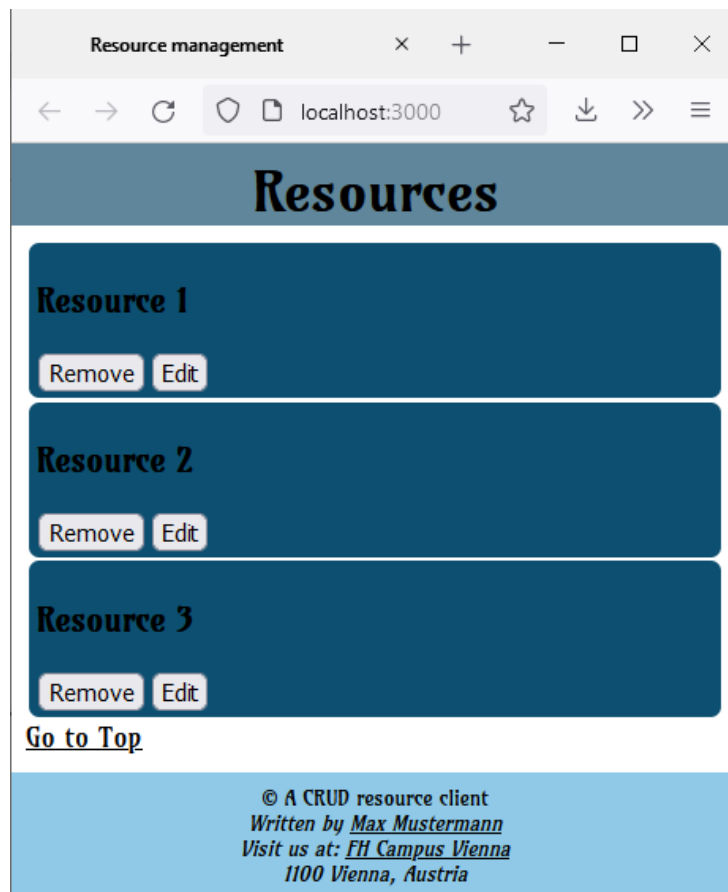 Resource management
localhost:3000
Resources
Resource 1
Remove Edit
Resource 2
Remove Edit
Resource 3
Remove Edit
Go to Top
© A CRUD resource client
Written by Max Mustermann
Visit us at: FH Campus Vienna
1100 Vienna, Austria